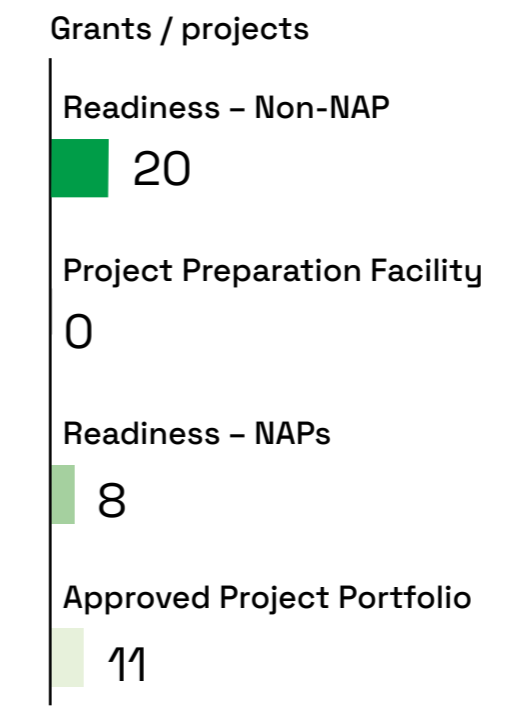 Grants / projects
Readiness – Non-NAP
20
Project Preparation Facility
0
Readiness – NAPs
8
Approved Project Portfolio
11